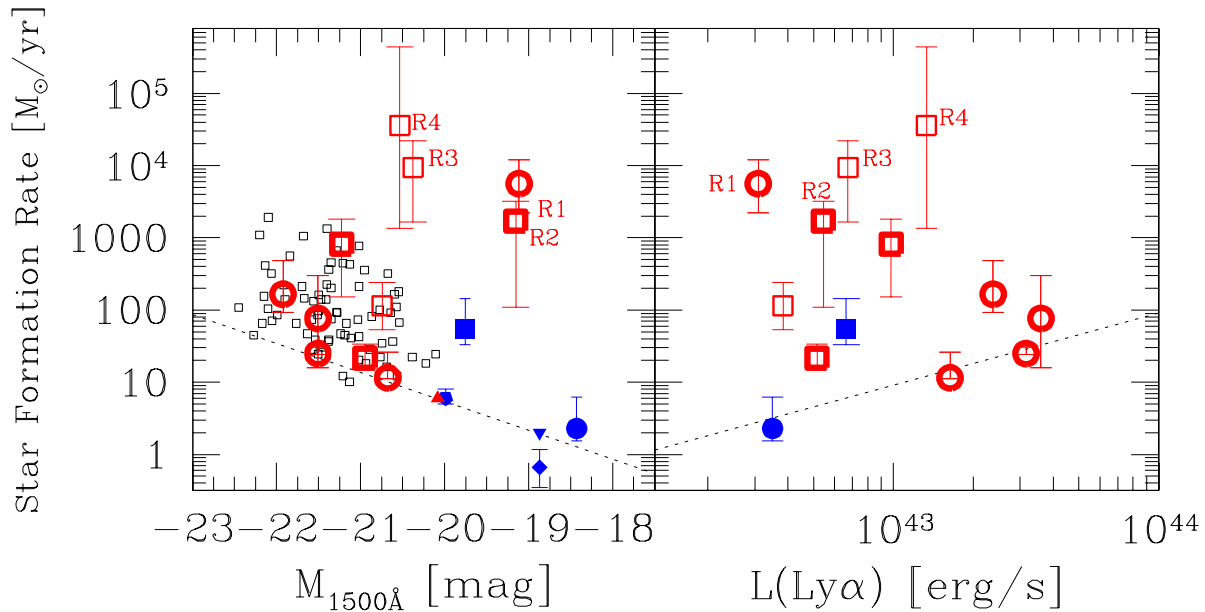 Star Formation Rate [M⊙/yr]
10⁵
10⁴
1000
100
10
1
R4
R3
R1
R2
R4
R3
R1
R2
-23 -22 -21 -20 -19 -18
10⁴³ 10⁴⁴
M₁₅₀₀Å [mag]
L(Lyα) [erg/s]